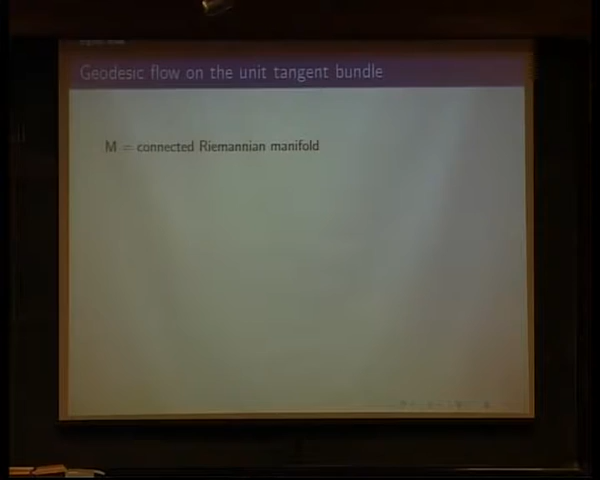 Geodesic flow on the unit tangent bundle
M = connected Riemannian manifold